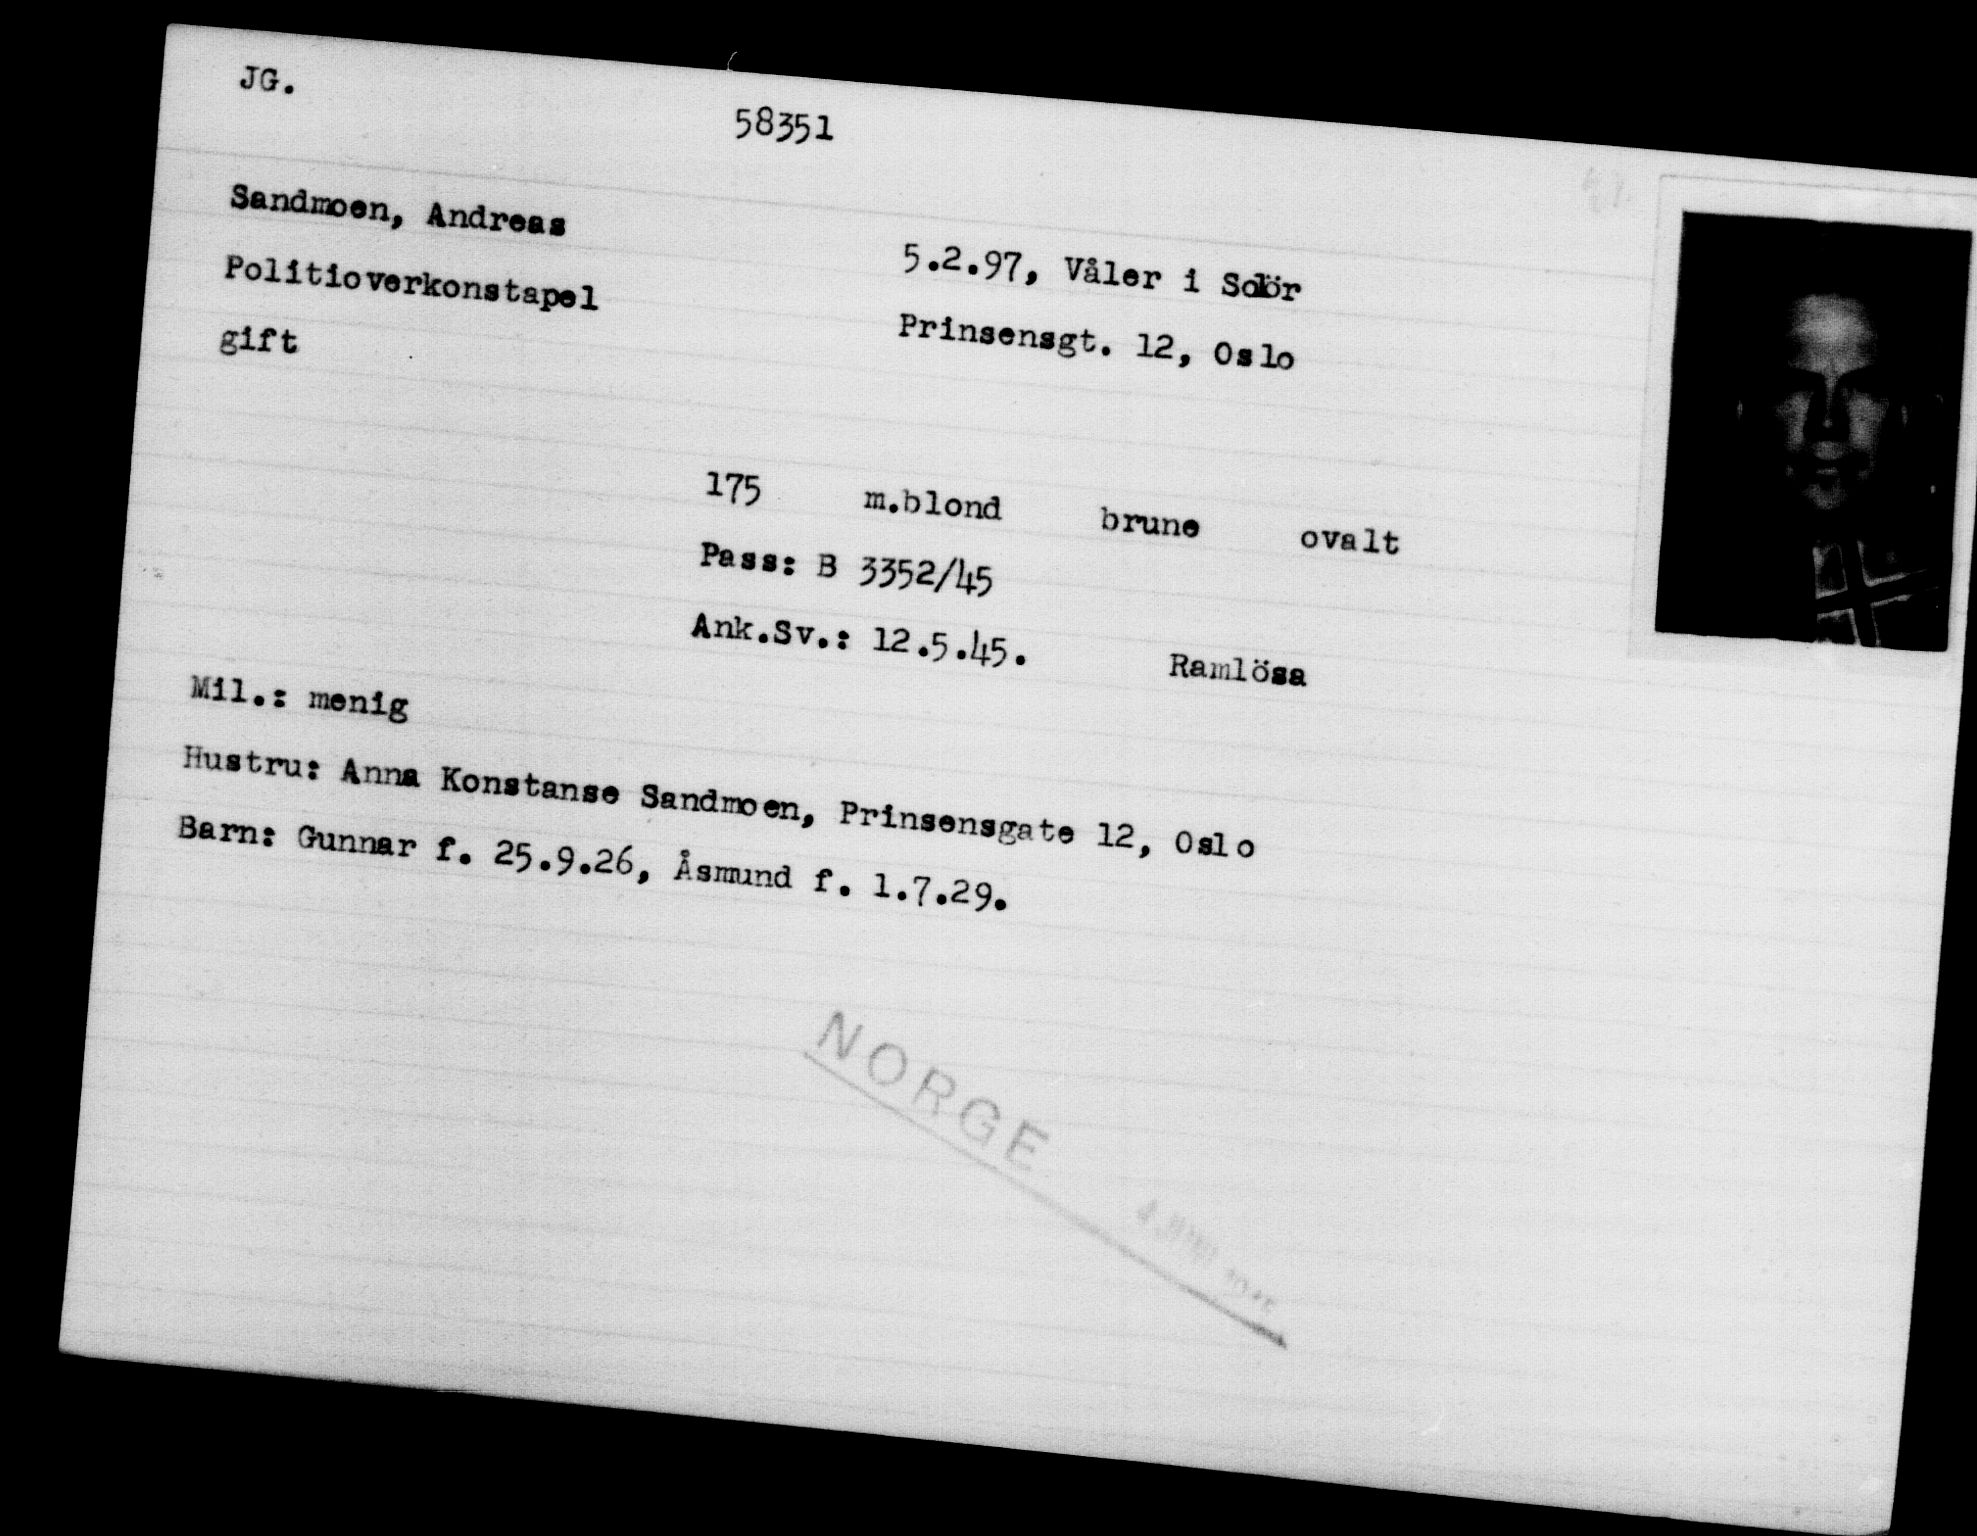 JG.
58351
Sandmoen, Andreas
5.2.97, Våler i Solör
Politioverkonstapel
Prinsensgt. 12, Oslo
gift
175 m.blond brune ovalt
Pass: B 3352/45
Ank.Sv.: 12.5.45. Ramlösa
Mil.: menig
Hustru: Anna Konstanse Sandmoen, Prinsensgate 12, Oslo
Barn: Gunnar f. 25.9.26, Åsmund f. 1.7.29.
NORGE